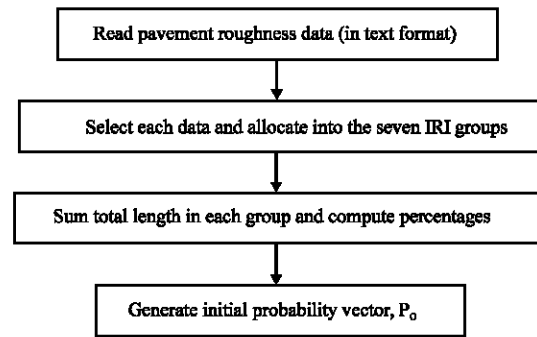 Read pavement roughness data (in text format)
Select each data and allocate into the seven IRI groups
Sum total length in each group and compute percentages
Generate initial probability vector, P₀